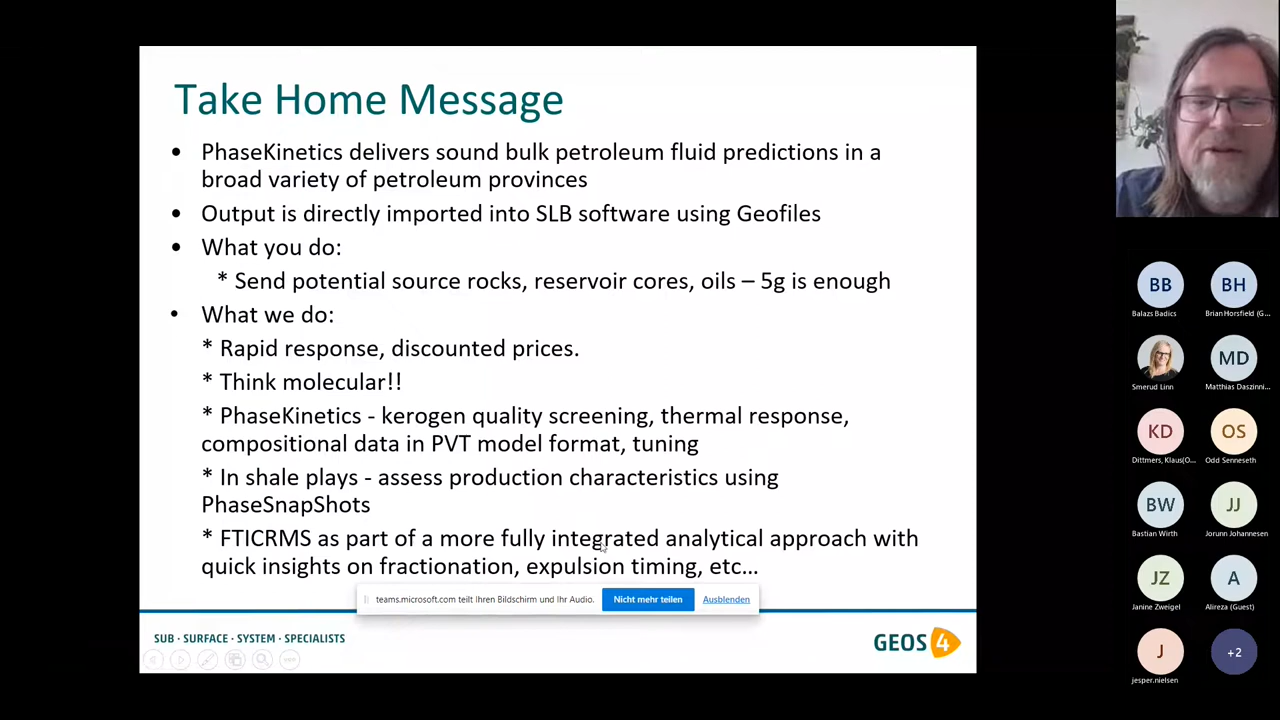 Take Home Message
• PhaseKinetics delivers sound bulk petroleum fluid predictions in a
broad variety of petroleum provinces
• Output is directly imported into SLB software using Geofiles
• What you do:
* Send potential source rocks, reservoir cores, oils – 5g is enough
• What we do:
* Rapid response, discounted prices.
* Think molecular!!
* PhaseKinetics - kerogen quality screening, thermal response,
compositional data in PVT model format, tuning
* In shale plays - assess production characteristics using
PhaseSnapShots
* FTICRMS as part of a more fully integrated analytical approach with
quick insights on fractionation, expulsion timing, etc…
teams.microsoft.com teilt Ihren Bildschirm und Ihr Audio. Nicht mehr teilen Ausblenden
SUB · SURFACE · SYSTEM · SPECIALISTS
GEOS 4
BB BH
Balazs Badics Brian Horsfield (G...
MD
Smerud Linn Matthias Daszinni...
KD OS
Dittmers, Klaus(O... Odd Senneseth
BW JJ
Bastian Wirth Jorunn Johannesen
JZ A
Janine Zweigel Alireza (Guest)
J +2
jesper.nielsen